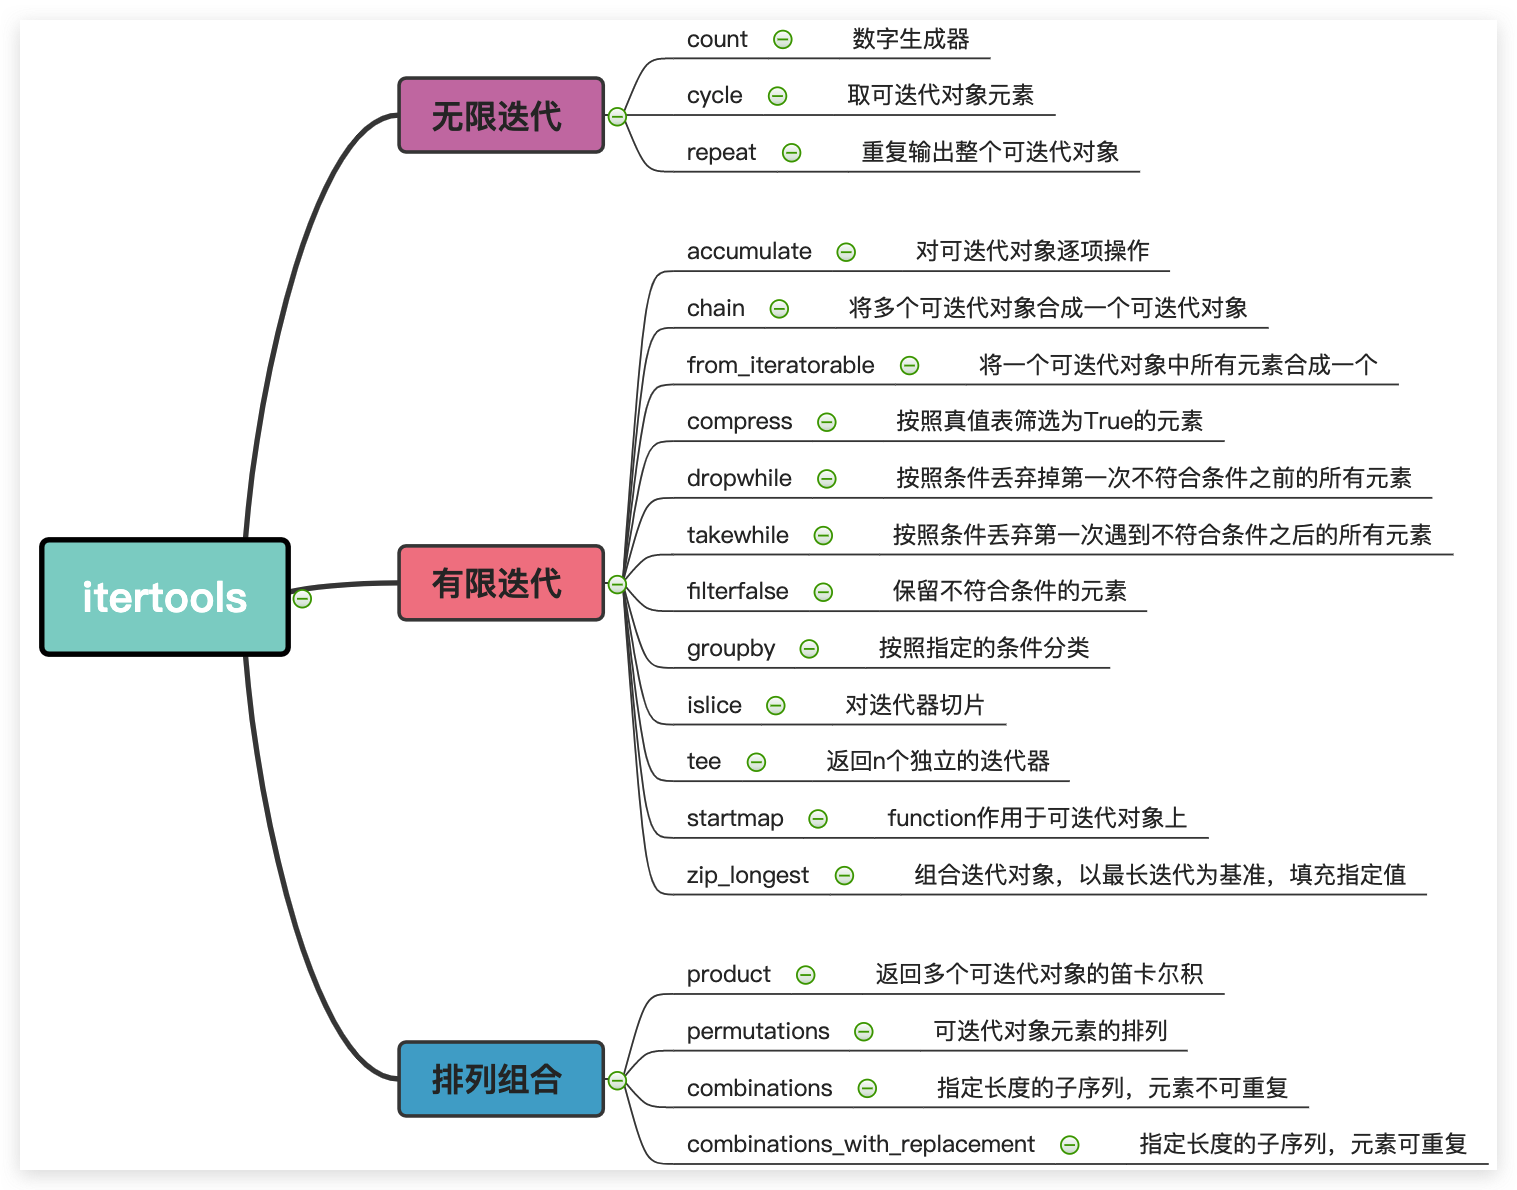 itertools
无限迭代
count 数字生成器
cycle 取可迭代对象元素
repeat 重复输出整个可迭代对象
有限迭代
accumulate 对可迭代对象逐项操作
chain 将多个可迭代对象合成一个可迭代对象
from_iteratorable 将一个可迭代对象中所有元素合成一个
compress 按照真值表筛选为True的元素
dropwhile 按照条件丢弃掉第一次不符合条件之前的所有元素
takewhile 按照条件丢弃第一次遇到不符合条件之后的所有元素
filterfalse 保留不符合条件的元素
groupby 按照指定的条件分类
islice 对迭代器切片
tee 返回n个独立的迭代器
startmap function作用于可迭代对象上
zip_longest 组合迭代对象，以最长迭代为基准，填充指定值
排列组合
product 返回多个可迭代对象的笛卡尔积
permutations 可迭代对象元素的排列
combinations 指定长度的子序列，元素不可重复
combinations_with_replacement 指定长度的子序列，元素可重复